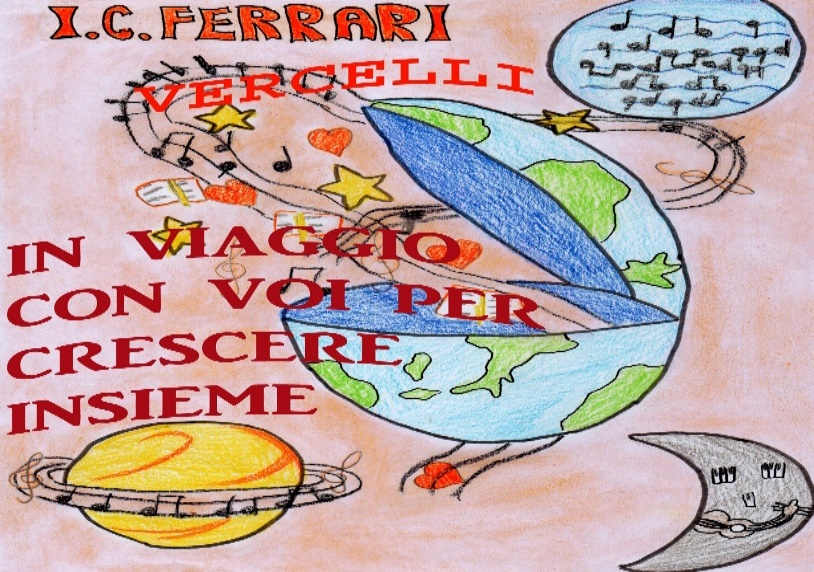 I.C.FERRARI
VERCELLI
IN VIAGGIO
CON VOI PER
CRESCERE
INSIEME